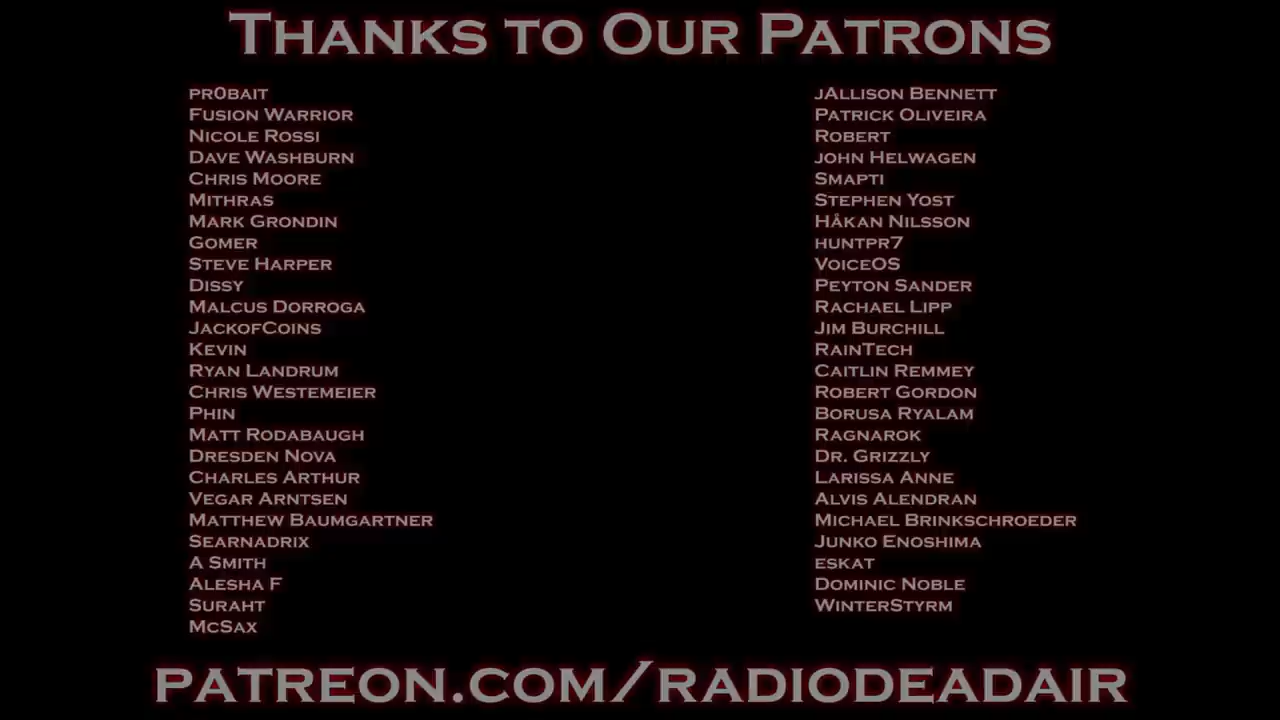 Thanks to Our Patrons
pr0bait
Fusion Warrior
Nicole Rossi
Dave Washburn
Chris Moore
Mithras
Mark Grondin
Gomer
Steve Harper
Dissy
Malcus Dorroga
JackofCoins
Kevin
Ryan Landrum
Chris Westemeier
Phin
Matt Rodabaugh
Dresden Nova
Charles Arthur
Vegar Arntsen
Matthew Baumgartner
Searnadrix
A Smith
Alesha F
Suraht
McSax
jAllison Bennett
Patrick Oliveira
Robert
john Helwagen
Smapti
Stephen Yost
Håkan Nilsson
huntpr7
VoiceOS
Peyton Sander
Rachael Lipp
Jim Burchill
RainTech
Caitlin Remmey
Robert Gordon
Borusa Ryalam
Ragnarok
Dr. Grizzly
Larissa Anne
Alvis Alendran
Michael Brinkschroeder
Junko Enoshima
eskat
Dominic Noble
WinterStyrm
patreon.com/radiodeadair